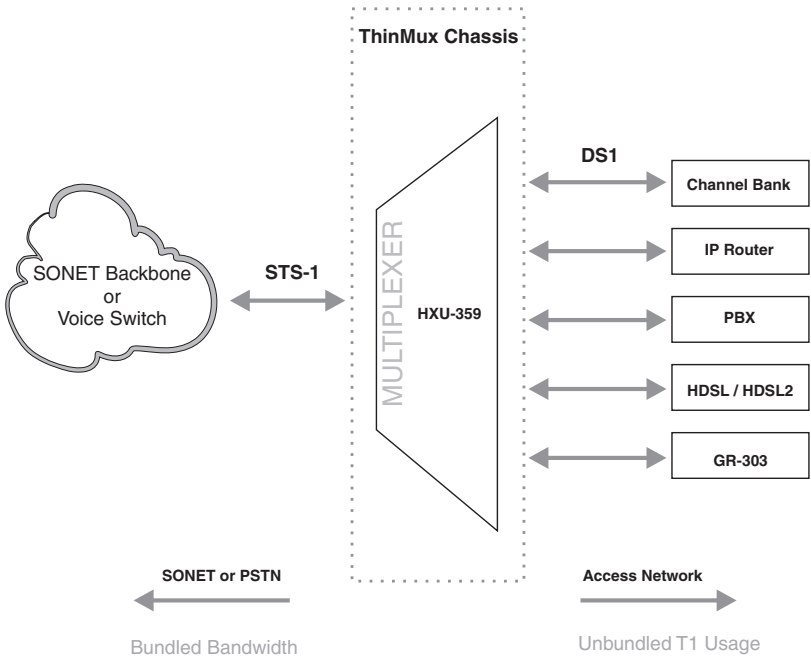 ThinMux Chassis
DS1
Channel Bank
IP Router
SONET Backbone
or
Voice Switch
STS-1
MULTIPLEXER
HXU-359
PBX
HDSL / HDSL2
GR-303
SONET or PSTN
Access Network
Bundled Bandwidth
Unbundled T1 Usage